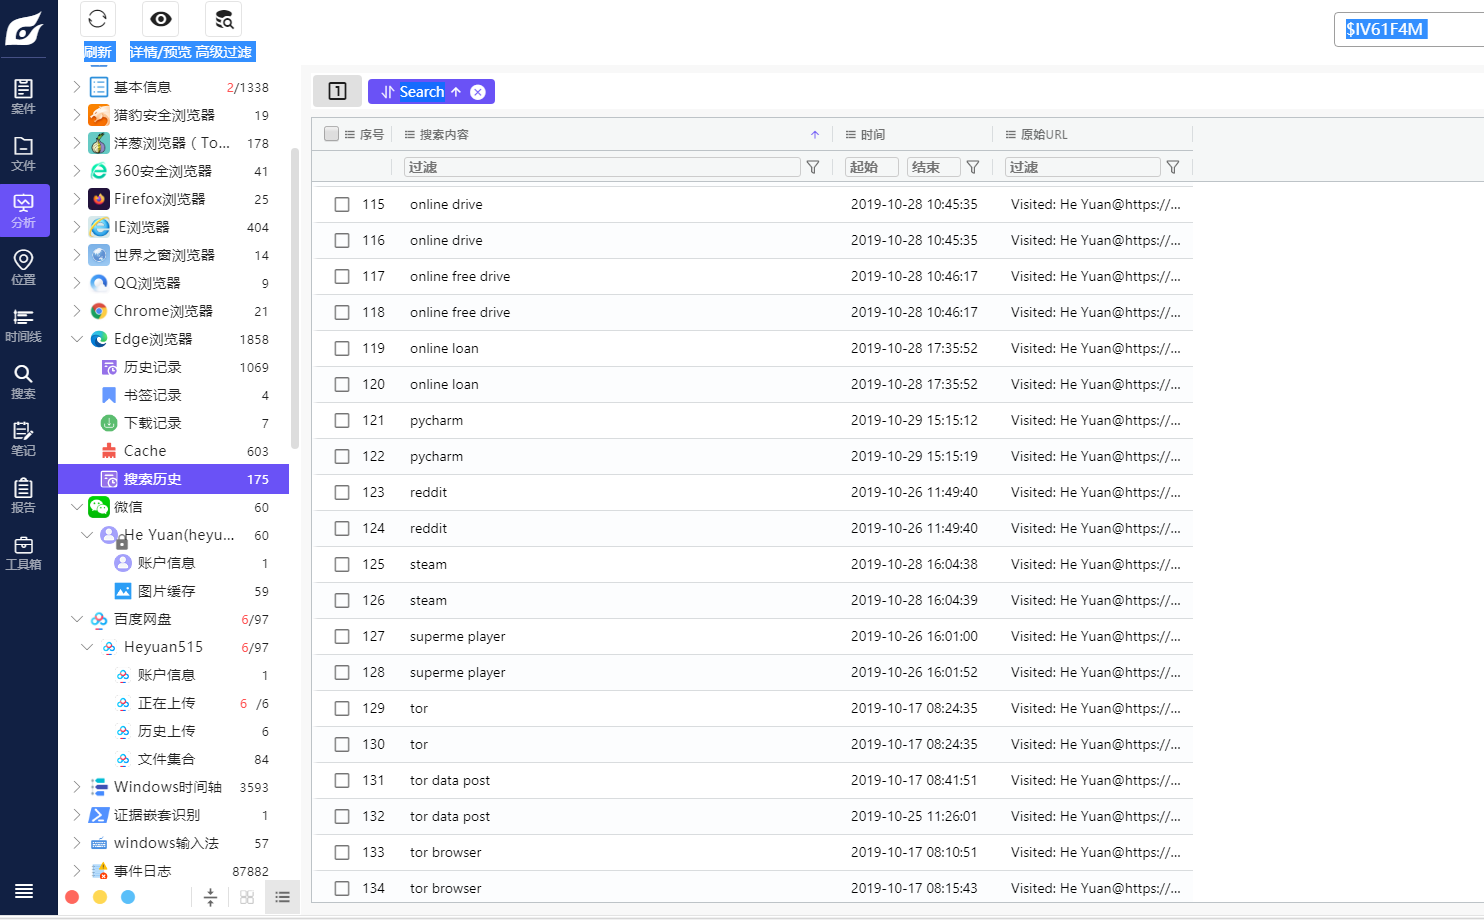 刷新 详情/预览 高级过滤
$IV61F4M
案件
文件
分析
位置
时间线
搜索
笔记
报告
工具箱
基本信息 2/1338
猎豹安全浏览器 19
洋葱浏览器（To... 178
360安全浏览器 41
Firefox浏览器 25
IE浏览器 404
世界之窗浏览器 14
QQ浏览器 9
Chrome浏览器 21
Edge浏览器 1858
历史记录 1069
书签记录 4
下载记录 7
Cache 603
搜索历史 175
微信 60
He Yuan(heyu... 60
账户信息 1
图片缓存 59
百度网盘 6/97
Heyuan515 6/97
账户信息 1
正在上传 6 /6
历史上传 6
文件集合 84
Windows时间轴 3593
证据嵌套识别 1
windows输入法 57
事件日志 87882
1 Search
序号 搜索内容 时间 原始URL
过滤 起始 结束 过滤
115 online drive 2019-10-28 10:45:35 Visited: He Yuan@https://...
116 online drive 2019-10-28 10:45:35 Visited: He Yuan@https://...
117 online free drive 2019-10-28 10:46:17 Visited: He Yuan@https://...
118 online free drive 2019-10-28 10:46:17 Visited: He Yuan@https://...
119 online loan 2019-10-28 17:35:52 Visited: He Yuan@https://...
120 online loan 2019-10-28 17:35:52 Visited: He Yuan@https://...
121 pycharm 2019-10-29 15:15:12 Visited: He Yuan@https://...
122 pycharm 2019-10-29 15:15:19 Visited: He Yuan@https://...
123 reddit 2019-10-26 11:49:40 Visited: He Yuan@https://...
124 reddit 2019-10-26 11:49:40 Visited: He Yuan@https://...
125 steam 2019-10-28 16:04:38 Visited: He Yuan@https://...
126 steam 2019-10-28 16:04:39 Visited: He Yuan@https://...
127 superme player 2019-10-26 16:01:00 Visited: He Yuan@https://...
128 superme player 2019-10-26 16:01:52 Visited: He Yuan@https://...
129 tor 2019-10-17 08:24:35 Visited: He Yuan@https://...
130 tor 2019-10-17 08:24:35 Visited: He Yuan@https://...
131 tor data post 2019-10-17 08:41:51 Visited: He Yuan@https://...
132 tor data post 2019-10-25 11:26:01 Visited: He Yuan@https://...
133 tor browser 2019-10-17 08:10:51 Visited: He Yuan@https://...
134 tor browser 2019-10-17 08:15:43 Visited: He Yuan@https://...